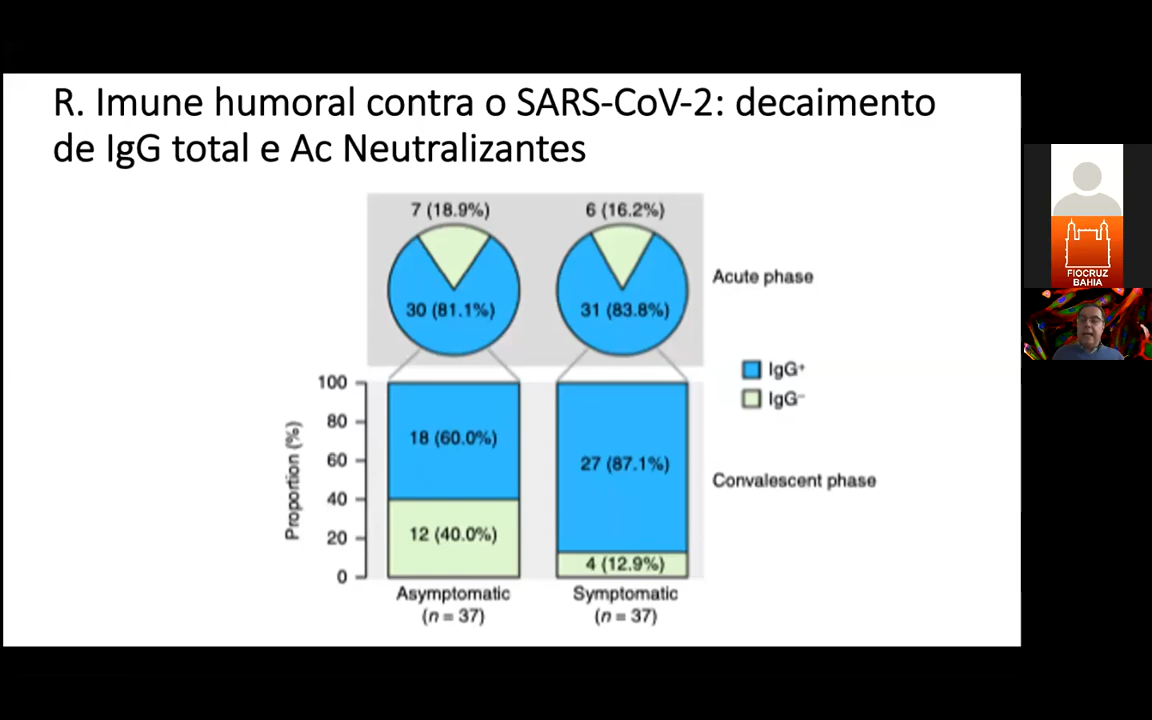 R. Imune humoral contra o SARS-CoV-2: decaimento
de IgG total e Ac Neutralizantes
7 (18.9%)
6 (16.2%)
30 (81.1%)
31 (83.8%)
Acute phase
IgG⁺
IgG⁻
Proportion (%)
100
80
60
40
20
0
18 (60.0%)
27 (87.1%)
12 (40.0%)
4 (12.9%)
Convalescent phase
Asymptomatic
(n = 37)
Symptomatic
(n = 37)
FIOCRUZ
BAHIA